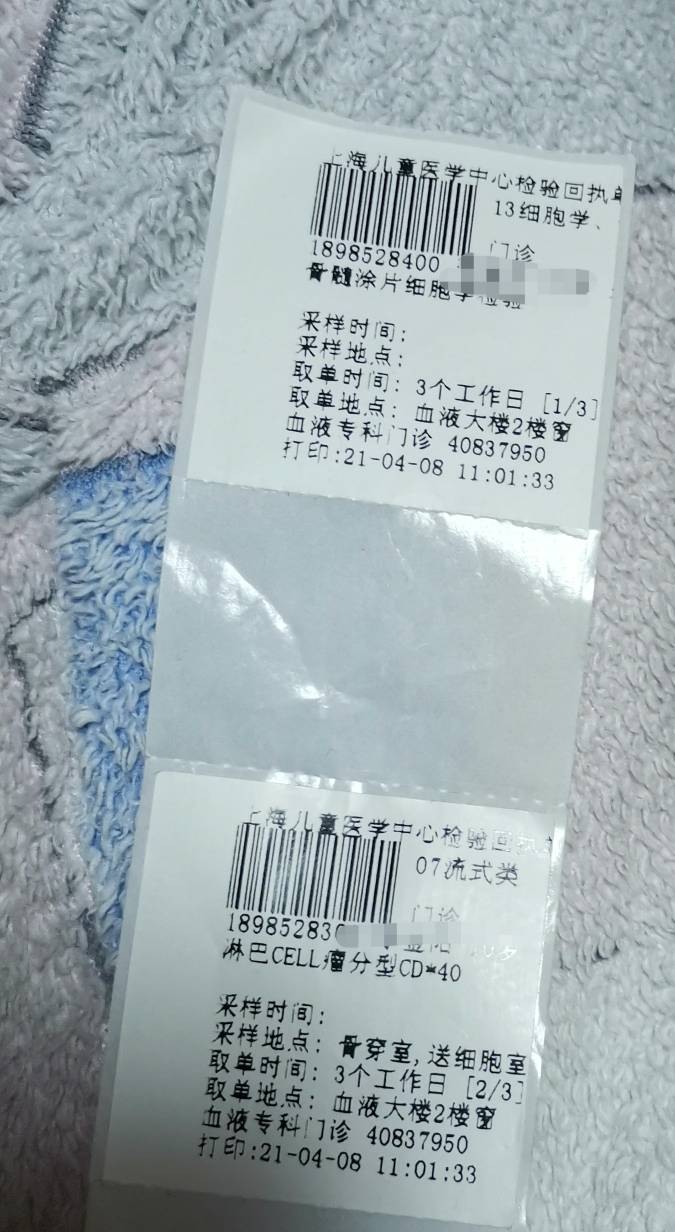 上海儿童医学中心检验回执单
13细胞学、
1898528400
门诊
骨髓涂片细胞学检验
采样时间:
采样地点:
取单时间: 3个工作日 [1/3]
取单地点: 血液大楼2楼窗
血液专科门诊 40837950
打印:21-04-08 11:01:33
上海儿童医学中心检验回执
07流式类
189852830
门诊
淋巴CELL瘤分型CD*40
采样时间:
采样地点: 骨穿室,送细胞室
取单时间: 3个工作日 [2/3]
取单地点: 血液大楼2楼窗
血液专科门诊 40837950
打印:21-04-08 11:01:33